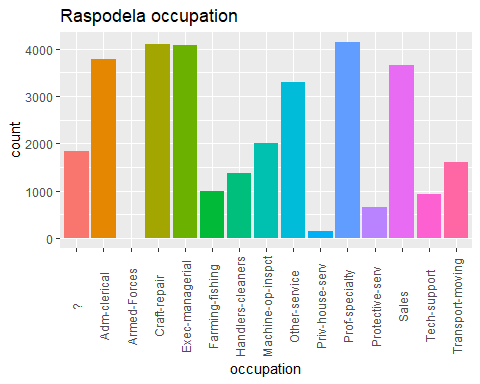 Raspodela occupation
4000
3000
2000
1000
0
count
?
Adm-clerical
Armed-Forces
Craft-repair
Exec-managerial
Farming-fishing
Handlers-cleaners
Machine-op-inspct
Other-service
Priv-house-serv
Prof-specialty
Protective-serv
Sales
Tech-support
Transport-moving
occupation